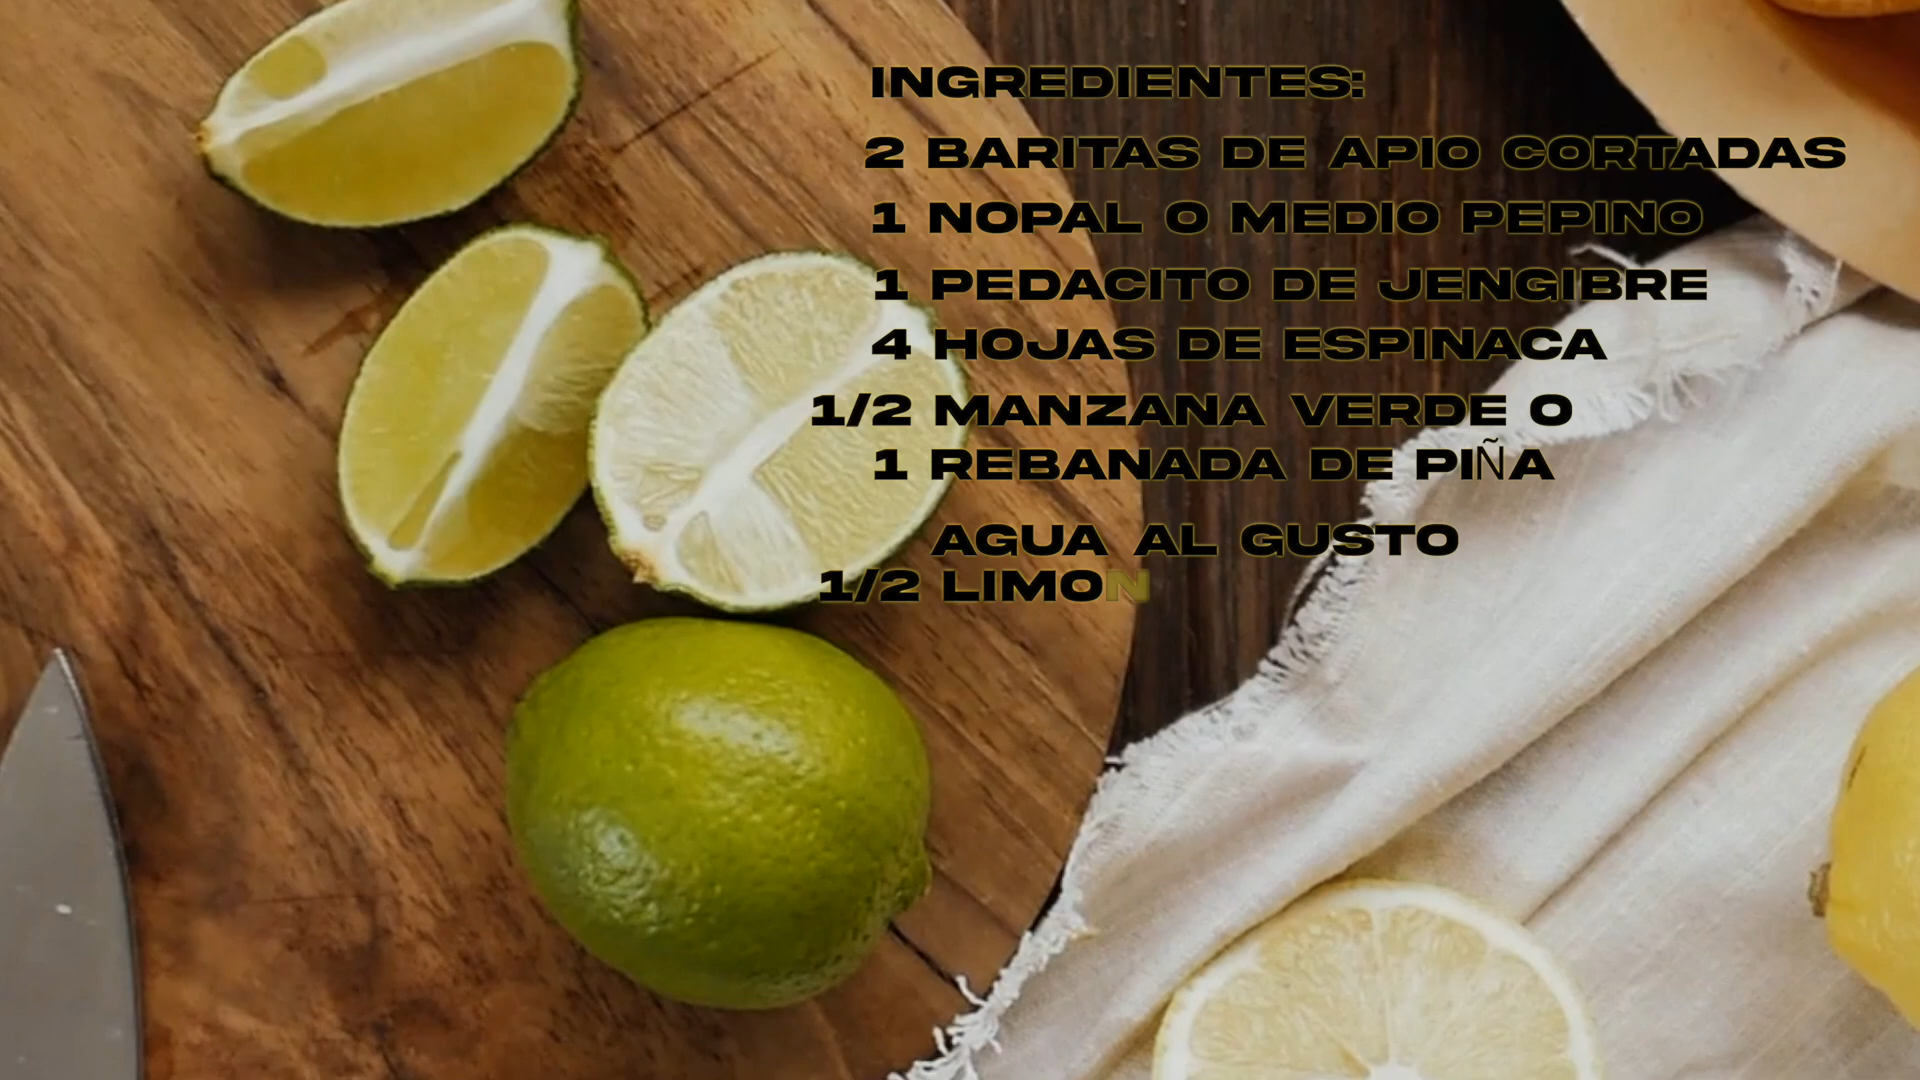 INGREDIENTES:
2 BARITAS DE APIO CORTADAS
1 NOPAL O MEDIO PEPINO
1 PEDACITO DE JENGIBRE
4 HOJAS DE ESPINACA
1/2 MANZANA VERDE O
1 REBANADA DE PIÑA
AGUA AL GUSTO
1/2 LIMON